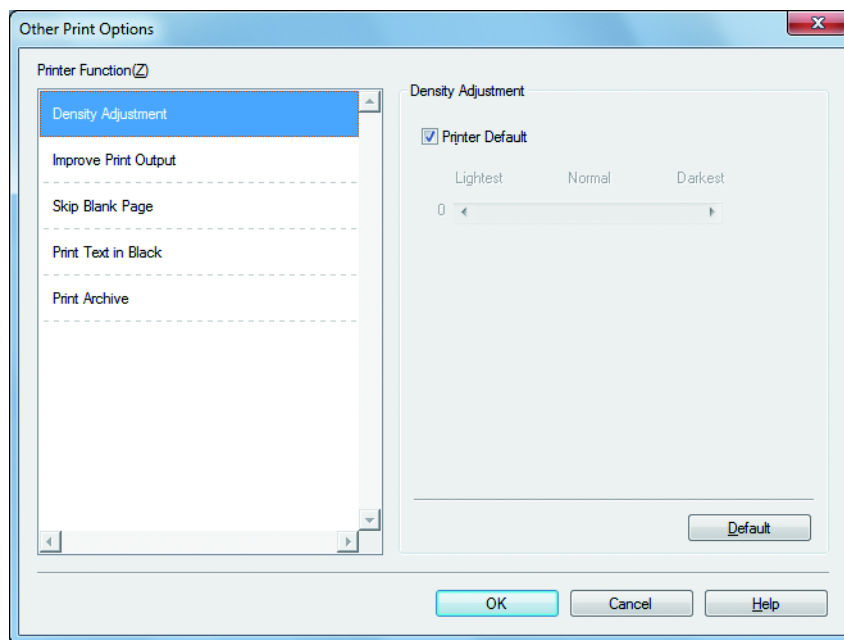 Other Print Options
Printer Function(Z)
Density Adjustment
Improve Print Output
Skip Blank Page
Print Text in Black
Print Archive
Density Adjustment
Printer Default
Lightest Normal Darkest
0
Default
OK Cancel Help